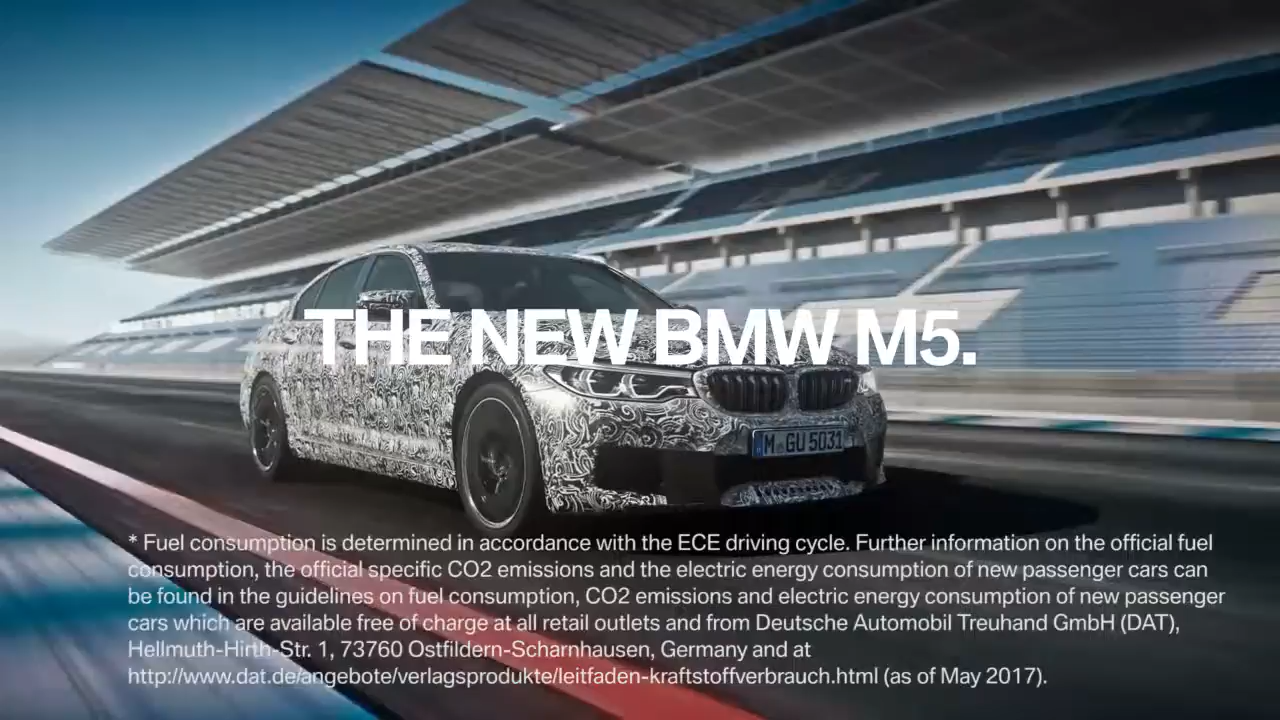 THE NEW BMW M5.
M GU 5031
* Fuel consumption is determined in accordance with the ECE driving cycle. Further information on the official fuel
consumption, the official specific CO2 emissions and the electric energy consumption of new passenger cars can
be found in the guidelines on fuel consumption, CO2 emissions and electric energy consumption of new passenger
cars which are available free of charge at all retail outlets and from Deutsche Automobil Treuhand GmbH (DAT),
Hellmuth-Hirth-Str. 1, 73760 Ostfildern-Scharnhausen, Germany and at
http://www.dat.de/angebote/verlagsprodukte/leitfaden-kraftstoffverbrauch.html (as of May 2017).